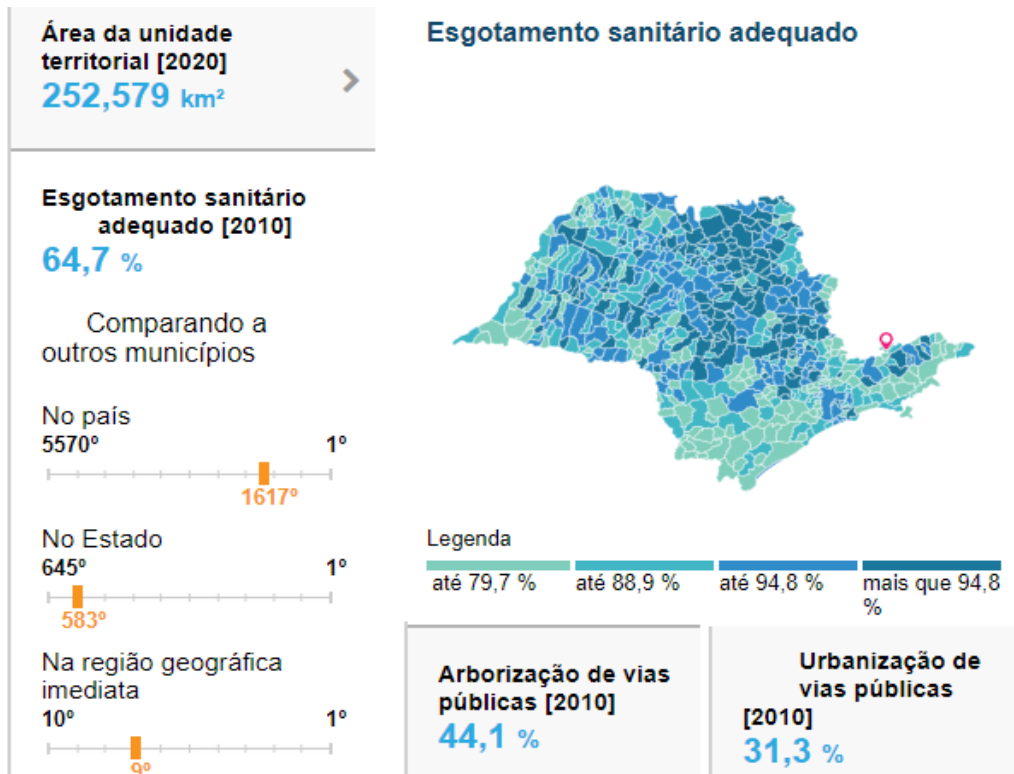 Área da unidade
territorial [2020]
252,579 km²
Esgotamento sanitário
adequado [2010]
64,7 %
Comparando a
outros municípios
No país
5570º 1º
1617º
No Estado
645º 1º
583º
Na região geográfica
imediata
10º 1º
9º
Esgotamento sanitário adequado
Legenda
até 79,7 % até 88,9 % até 94,8 % mais que 94,8
%
Arborização de vias
públicas [2010]
44,1 %
Urbanização de
vias públicas
[2010]
31,3 %